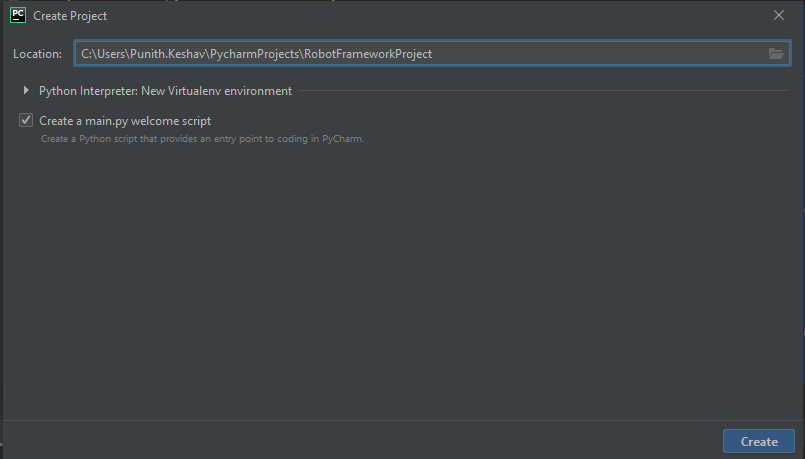 PC Create Project
Location: C:\Users\Punith.Keshav\PycharmProjects\RobotFrameworkProject
Python Interpreter: New Virtualenv environment
Create a main.py welcome script
Create a Python script that provides an entry point to coding in PyCharm.
Create